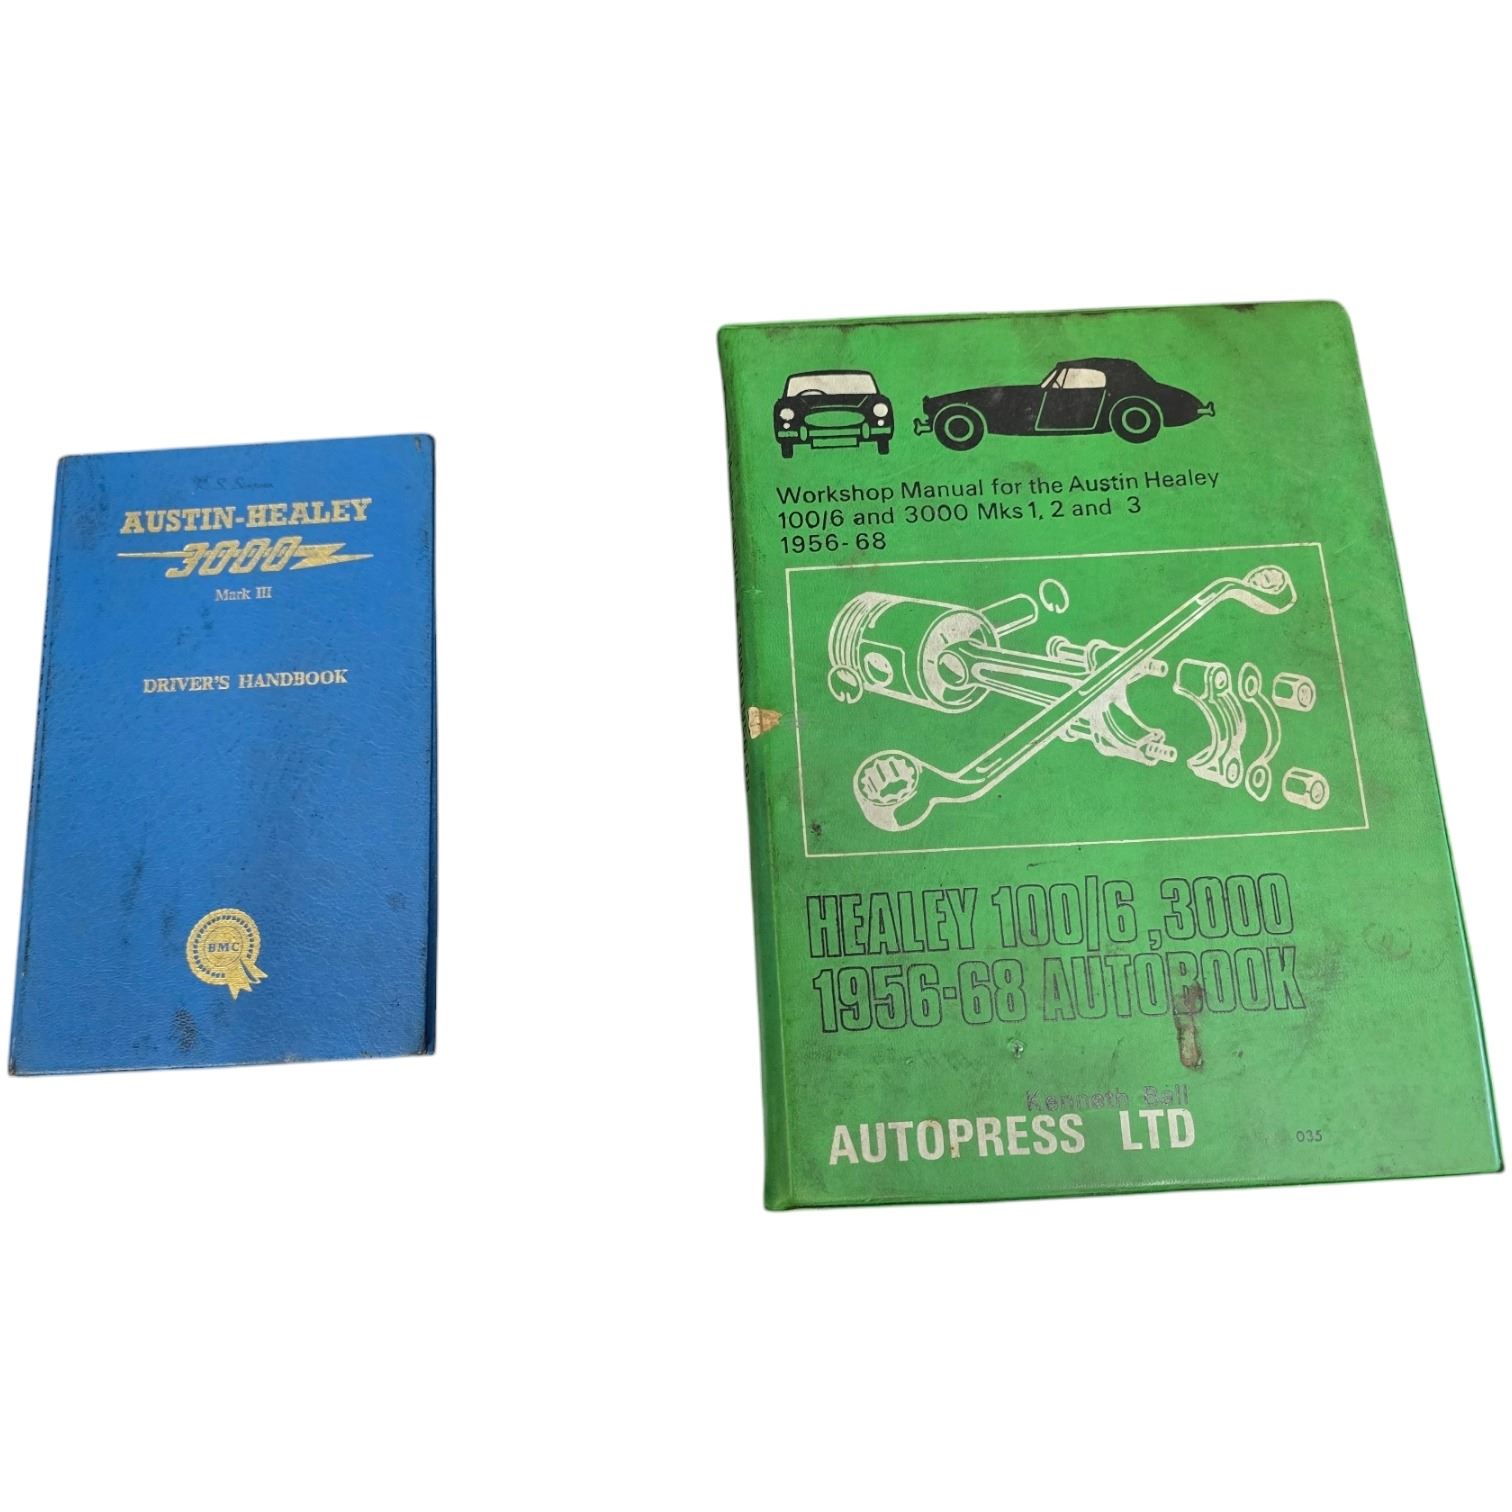 AUSTIN-HEALEY
3000
Mark III
DRIVER'S HANDBOOK
BMC
Workshop Manual for the Austin Healey
100/6 and 3000 Mks 1, 2 and 3
1956-68
HEALEY 100/6, 3000
1956-68 AUTOBOOK
Kenneth Ball
AUTOPRESS LTD
035